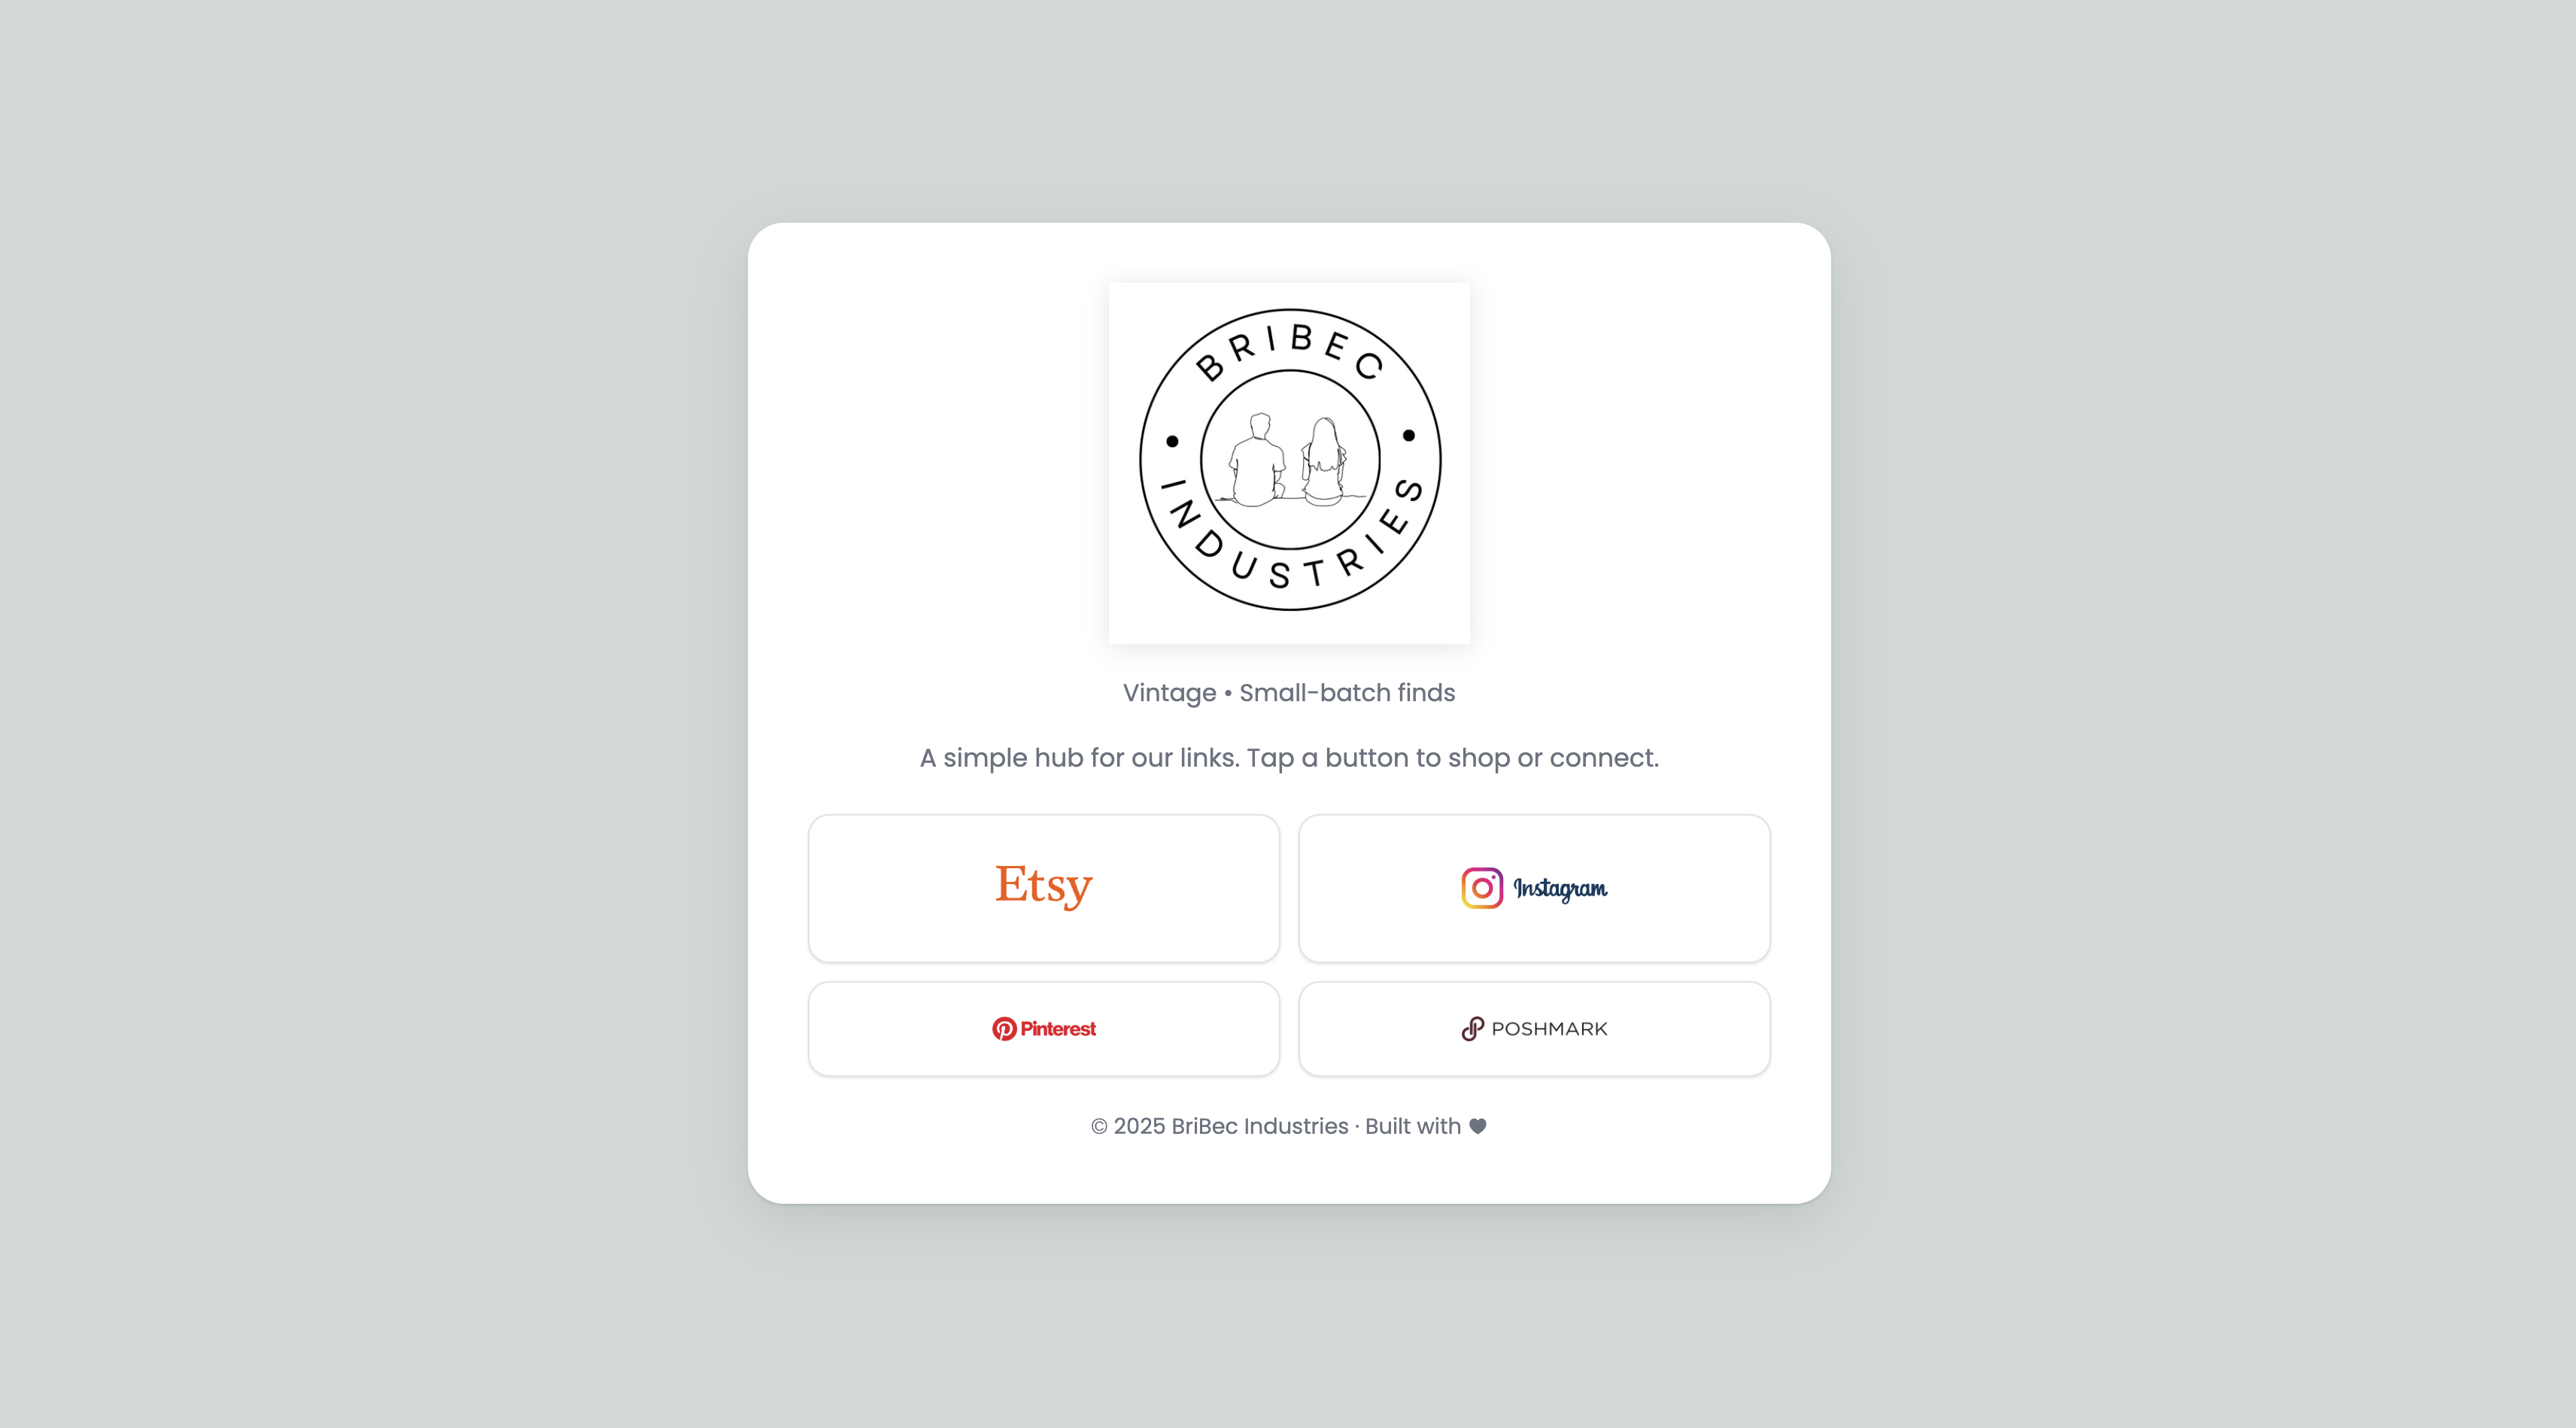 BRIBEC
• INDUSTRIES •
Vintage • Small-batch finds
A simple hub for our links. Tap a button to shop or connect.
Etsy
Instagram
Pinterest
POSHMARK
© 2025 BriBec Industries · Built with ♥